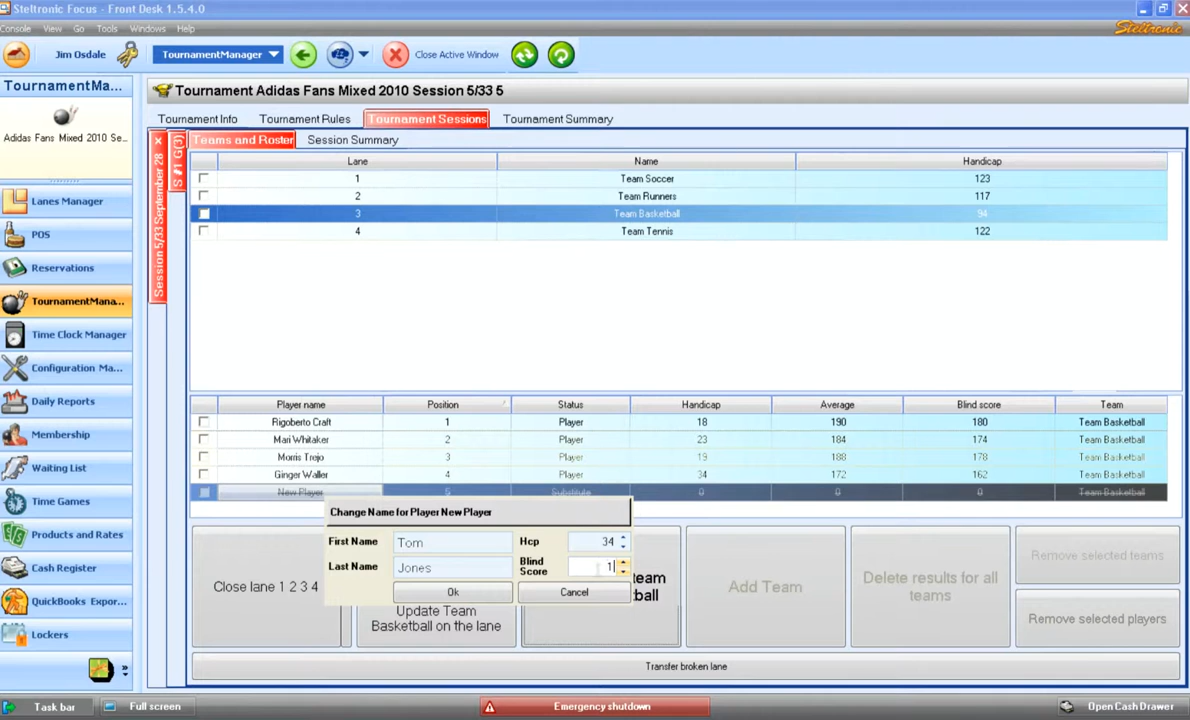 Steltronic Focus - Front Desk 1.5.4.0
Console View Go Tools Windows Help
Steltronic
Jim Osdale TournamentManager Close Active Window
TournamentMa...
Adidas Fans Mixed 2010 Se...
Lanes Manager
POS
Reservations
TournamentMana...
Time Clock Manager
Configuration Ma...
Daily Reports
Membership
Waiting List
Time Games
Products and Rates
Cash Register
QuickBooks Expor...
Lockers
Tournament Adidas Fans Mixed 2010 Session 5/33 5
Tournament Info Tournament Rules Tournament Sessions Tournament Summary
Session 5/33 September 28
S #1 G(3)
Teams and Roster Session Summary
Lane Name Handicap
1 Team Soccer 123
2 Team Runners 117
3 Team Basketball 94
4 Team Tennis 122
Player name Position Status Handicap Average Blind score Team
Rigoberto Craft 1 Player 18 190 180 Team Basketball
Mari Whitaker 2 Player 23 184 174 Team Basketball
Morris Trejo 3 Player 19 188 178 Team Basketball
Ginger Waller 4 Player 34 172 162 Team Basketball
New Player 5 Substitute 0 0 0 Team Basketball
Change Name for Player New Player
First Name Tom Hcp 34
Last Name Jones Blind Score 1
Ok Cancel
Close lane 1 2 3 4
Update Team
Basketball on the lane
team
ball
Add Team
Delete results for all
teams
Remove selected teams
Remove selected players
Transfer broken lane
Task bar Full screen Emergency shutdown Open Cash Drawer